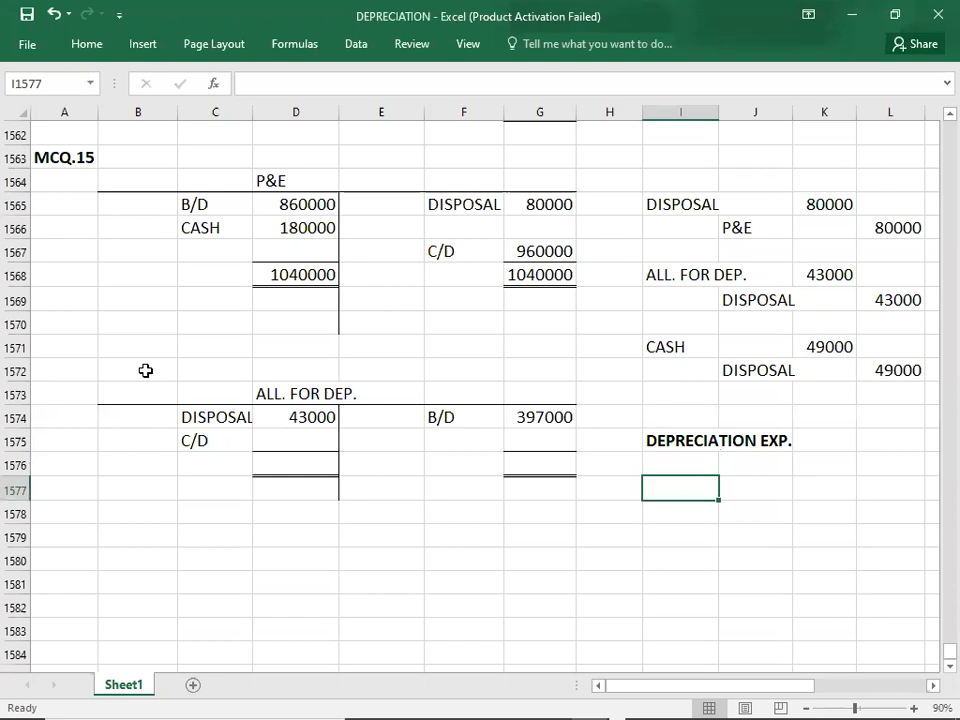 DEPRECIATION - Excel (Product Activation Failed)
File Home Insert Page Layout Formulas Data Review View Tell me what you want to do... Share
I1577 fx
A B C D E F G H I J K L
1562
1563 MCQ.15
1564 P&E
1565 B/D 860000 DISPOSAL 80000 DISPOSAL 80000
1566 CASH 180000 P&E 80000
1567 C/D 960000
1568 1040000 1040000 ALL. FOR DEP. 43000
1569 DISPOSAL 43000
1570
1571 CASH 49000
1572 DISPOSAL 49000
1573 ALL. FOR DEP.
1574 DISPOSAL 43000 B/D 397000
1575 C/D DEPRECIATION EXP.
1576
1577
1578
1579
1580
1581
1582
1583
1584
Sheet1
Ready 90%